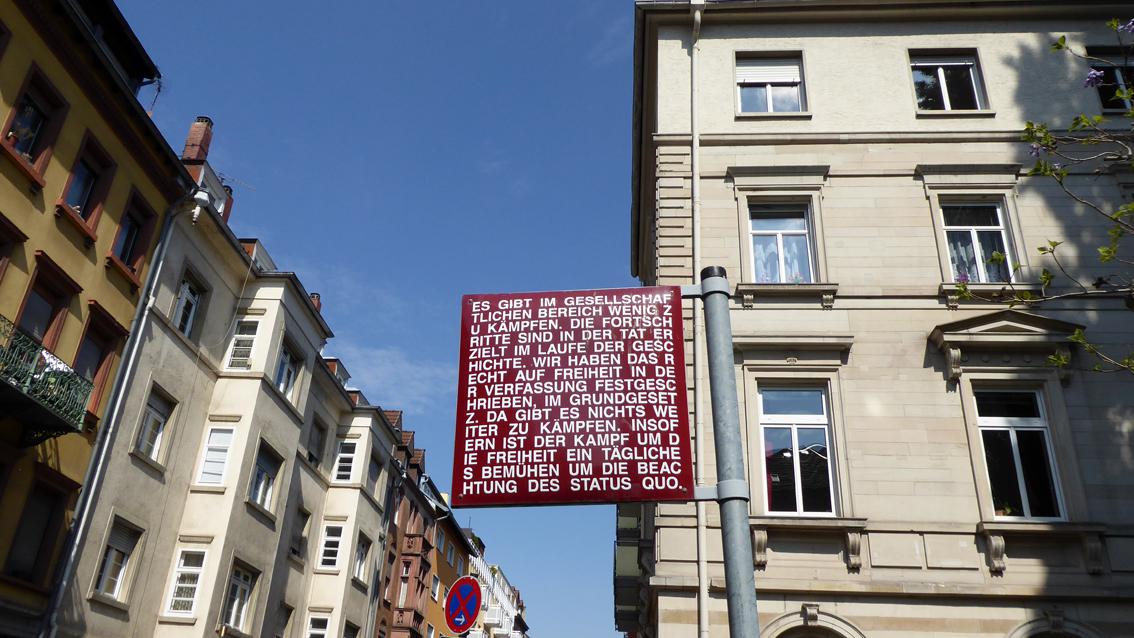 ES GIBT IM GESELLSCHAF
TLICHEN BEREICH WENIG Z
U KÄMPFEN. DIE FORTSCH
RITTE SIND IN DER TAT ER
ZIELT IM LAUFE DER GESC
HICHTE. WIR HABEN DAS R
ECHT AUF FREIHEIT IN DE
R VERFASSUNG FESTGESC
HRIEBEN, IM GRUNDGESET
Z. DA GIBT ES NICHTS WE
ITER ZU KÄMPFEN. INSOF
ERN IST DER KAMPF UM D
IE FREIHEIT EIN TÄGLICHE
S BEMÜHEN UM DIE BEAC
HTUNG DES STATUS QUO.